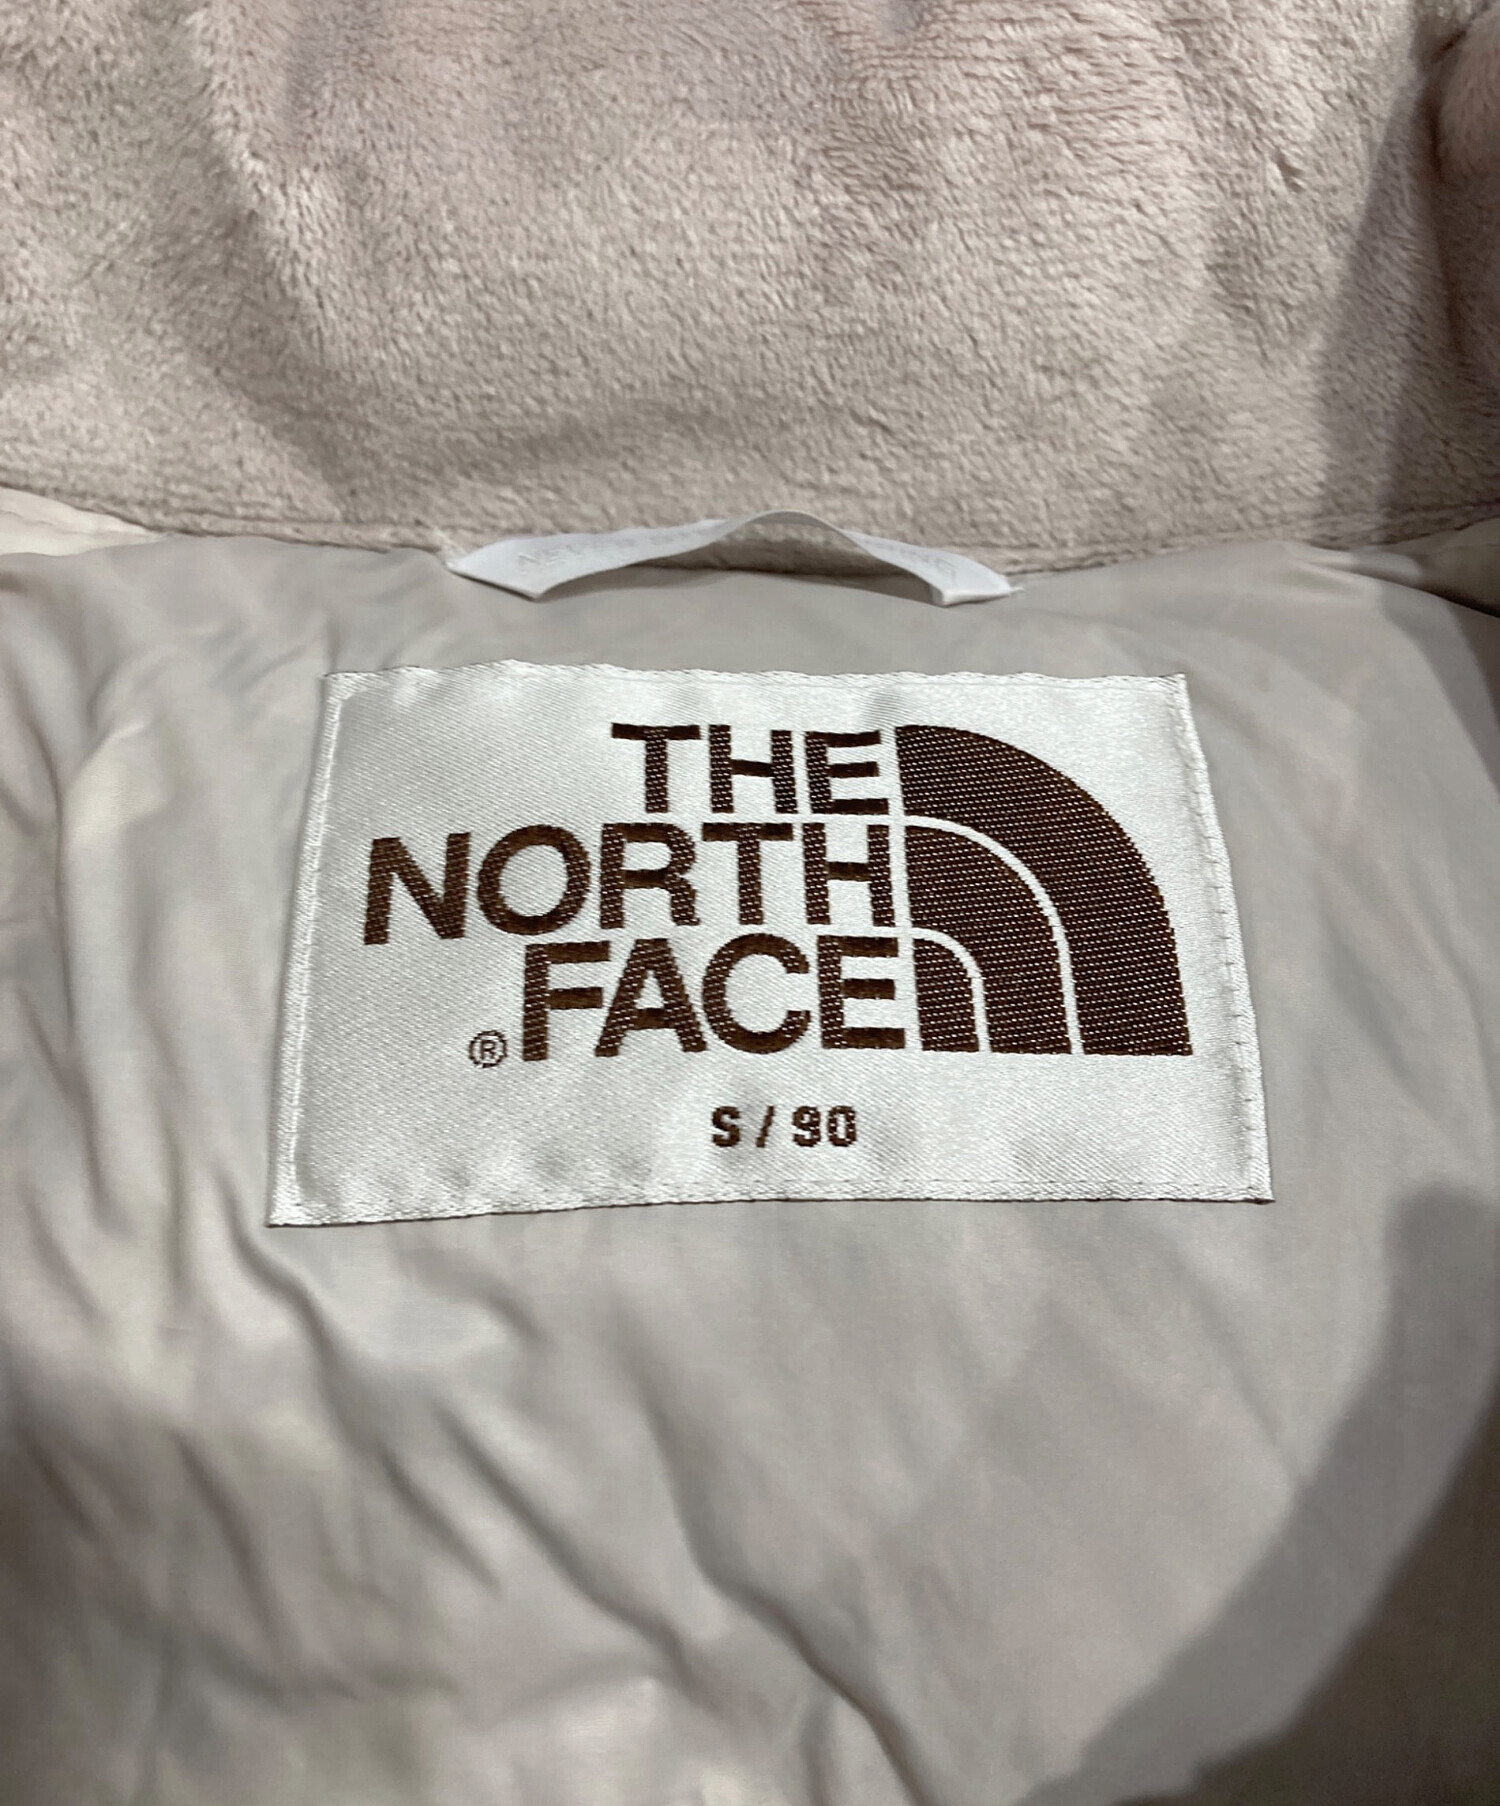 THE
NORTH
FACE
®
S / 90